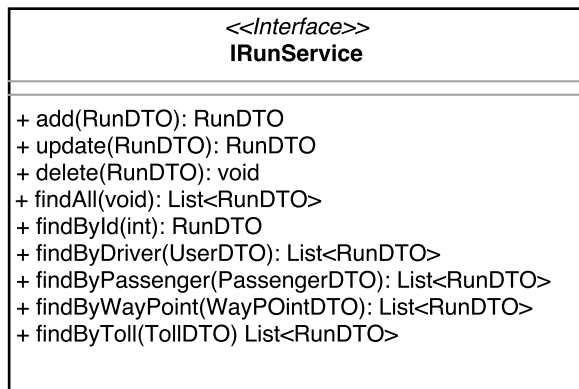 <<Interface>>
IRunService
+ add(RunDTO): RunDTO
+ update(RunDTO): RunDTO
+ delete(RunDTO): void
+ findAll(void): List<RunDTO>
+ findById(int): RunDTO
+ findByDriver(UserDTO): List<RunDTO>
+ findByPassenger(PassengerDTO): List<RunDTO>
+ findByWayPoint(WayPOintDTO): List<RunDTO>
+ findByToll(TollDTO) List<RunDTO>